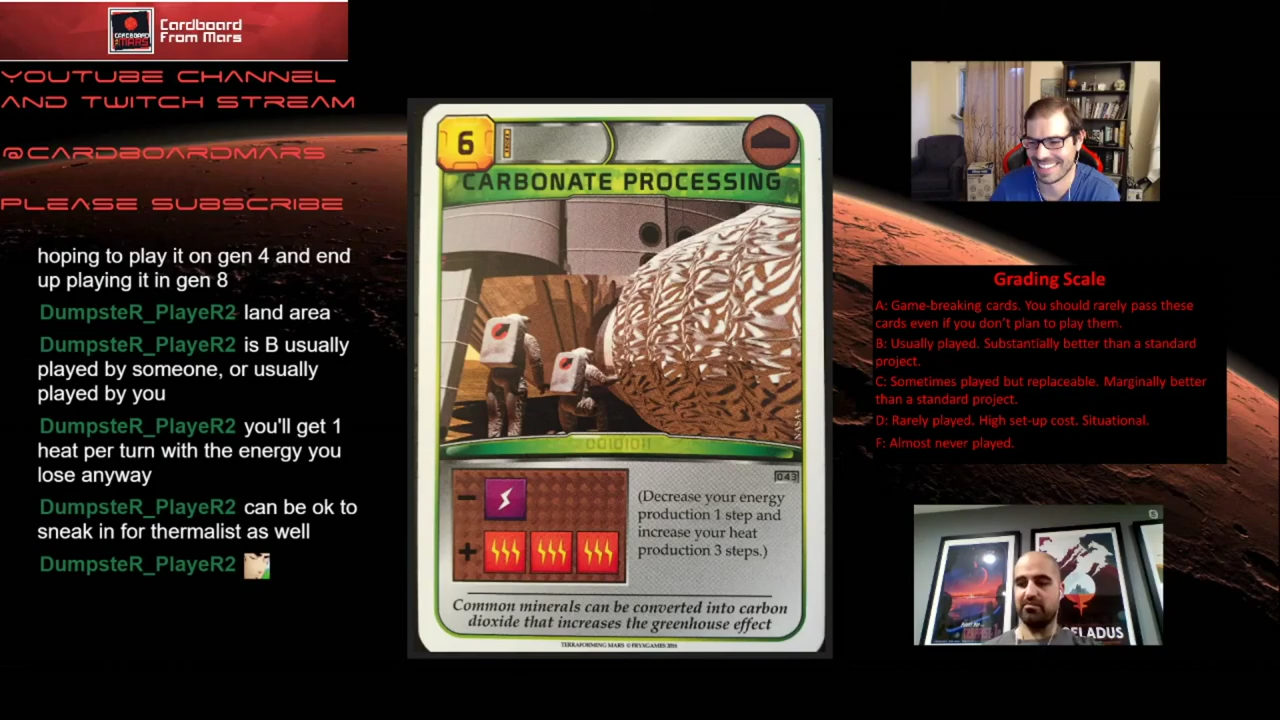 Cardboard
From Mars
YOUTUBE CHANNEL
AND TWITCH STREAM
@CARDBOARDMARS
PLEASE SUBSCRIBE
hoping to play it on gen 4 and end
up playing it in gen 8
DumpsteR_PlayeR2 land area
DumpsteR_PlayeR2 is B usually
played by someone, or usually
played by you
DumpsteR_PlayeR2 you'll get 1
heat per turn with the energy you
lose anyway
DumpsteR_PlayeR2 can be ok to
sneak in for thermalist as well
DumpsteR_PlayeR2
6
CARBONATE PROCESSING
NASA
043
(Decrease your energy
production 1 step and
increase your heat
production 3 steps.)
Common minerals can be converted into carbon
dioxide that increases the greenhouse effect
TERRAFORMING MARS © FRYXGAMES 2016
Grading Scale
A: Game-breaking cards. You should rarely pass these
cards even if you don't plan to play them.
B: Usually played. Substantially better than a standard
project.
C: Sometimes played but replaceable. Marginally better
than a standard project.
D: Rarely played. High set-up cost. Situational.
F: Almost never played.
ELADUS